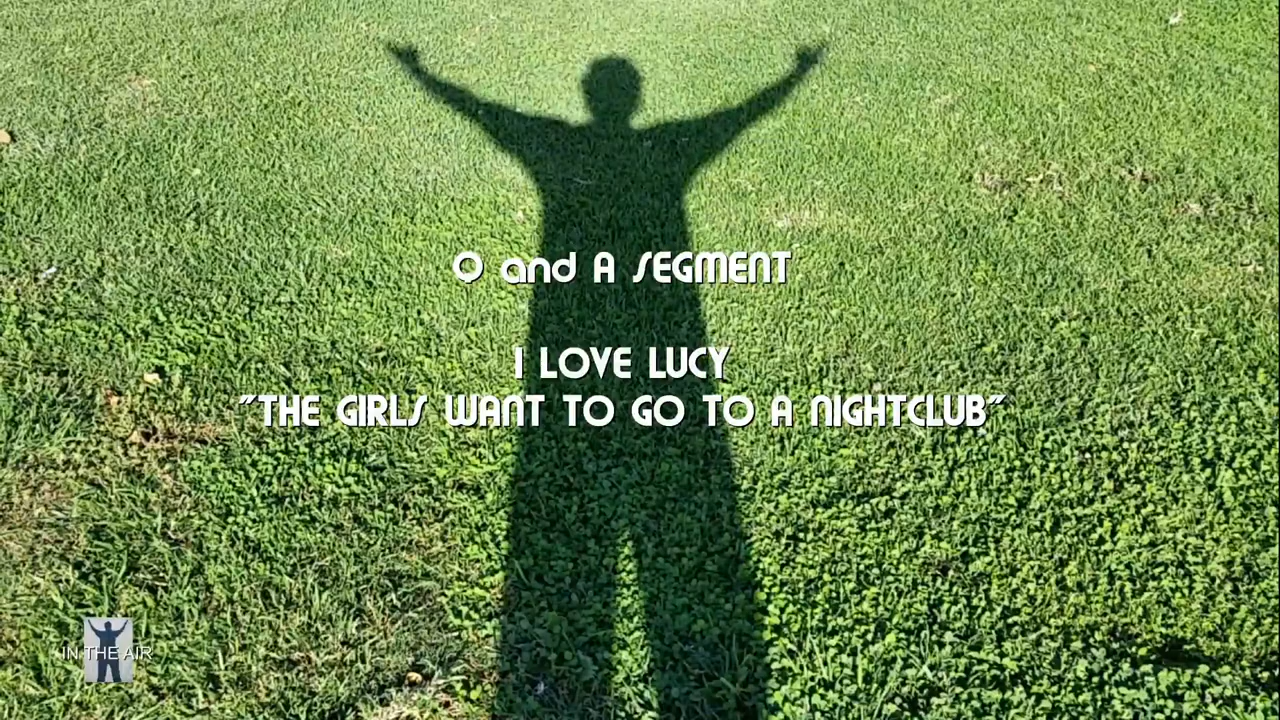 Q and A SEGMENT
I LOVE LUCY
"THE GIRLS WANT TO GO TO A NIGHTCLUB"
IN THE AIR